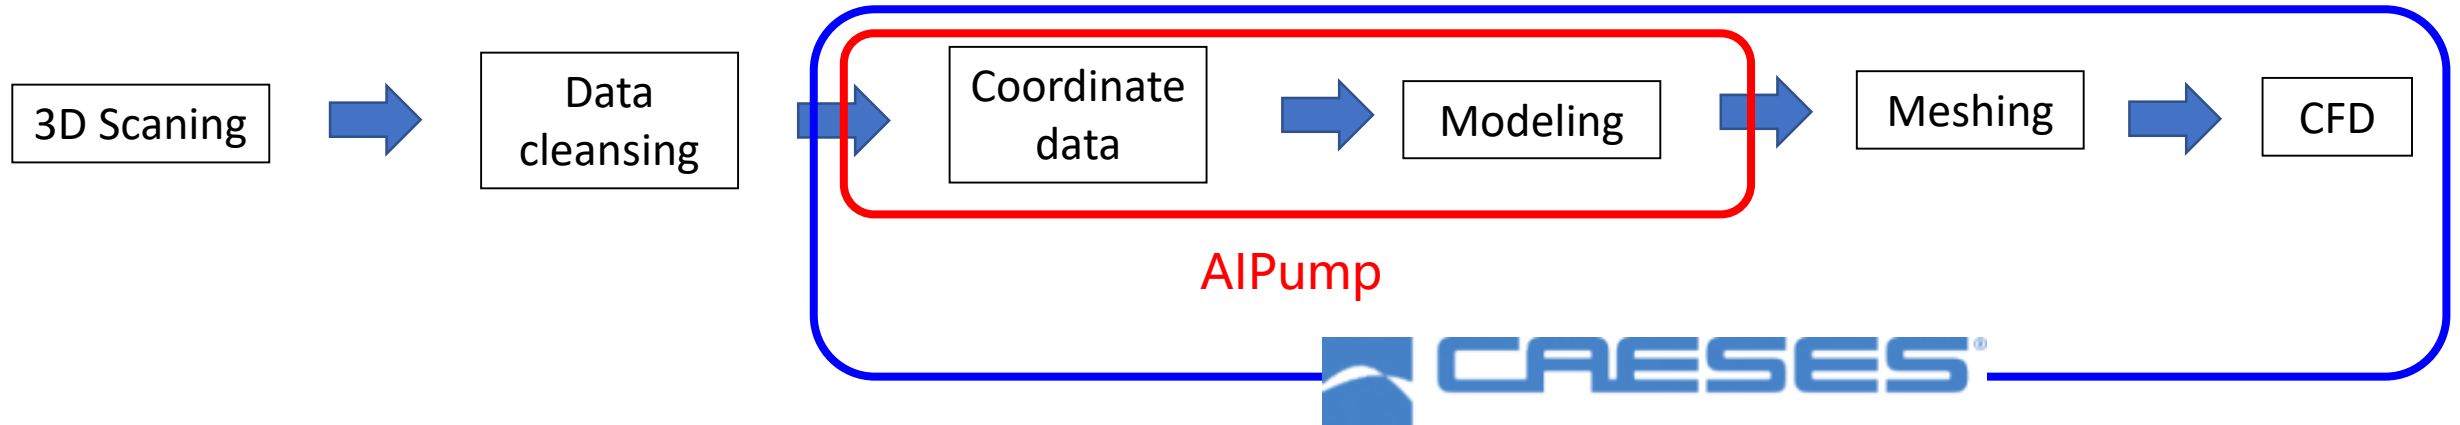 3D Scaning
Data
cleansing
Coordinate
data
Modeling
Meshing
CFD
AIPump
CAESES®